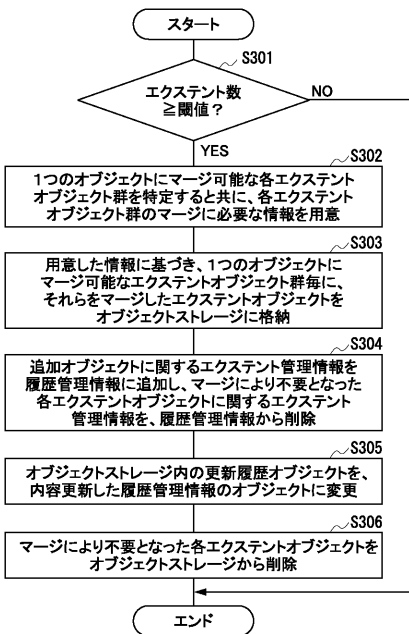 スタート
S301
エクステント数
≧閾値？
NO
YES
S302
1つのオブジェクトにマージ可能な各エクステント
オブジェクト群を特定すると共に、各エクステント
オブジェクト群のマージに必要な情報を用意
S303
用意した情報に基づき、1つのオブジェクトに
マージ可能なエクステントオブジェクト群毎に、
それらをマージしたエクステントオブジェクトを
オブジェクトストレージに格納
S304
追加オブジェクトに関するエクステント管理情報を
履歴管理情報に追加し、マージにより不要となった
各エクステントオブジェクトに関するエクステント
管理情報を、履歴管理情報から削除
S305
オブジェクトストレージ内の更新履歴オブジェクトを、
内容更新した履歴管理情報のオブジェクトに変更
S306
マージにより不要となった各エクステントオブジェクトを
オブジェクトストレージから削除
エンド